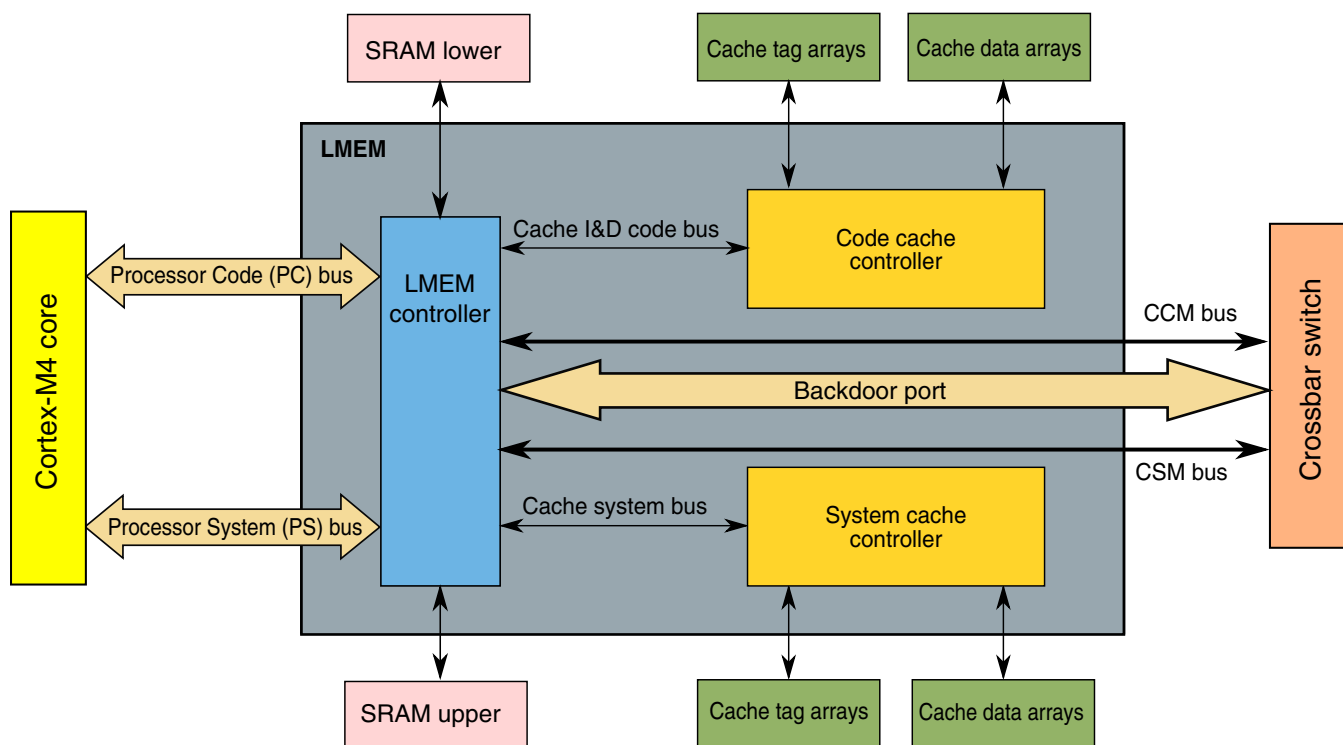 SRAM lower
Cache tag arrays
Cache data arrays
LMEM
Cortex-M4 core
Processor Code (PC) bus
LMEM
controller
Cache I&D code bus
Code cache
controller
CCM bus
Backdoor port
Crossbar switch
CSM bus
Processor System (PS) bus
Cache system bus
System cache
controller
SRAM upper
Cache tag arrays
Cache data arrays